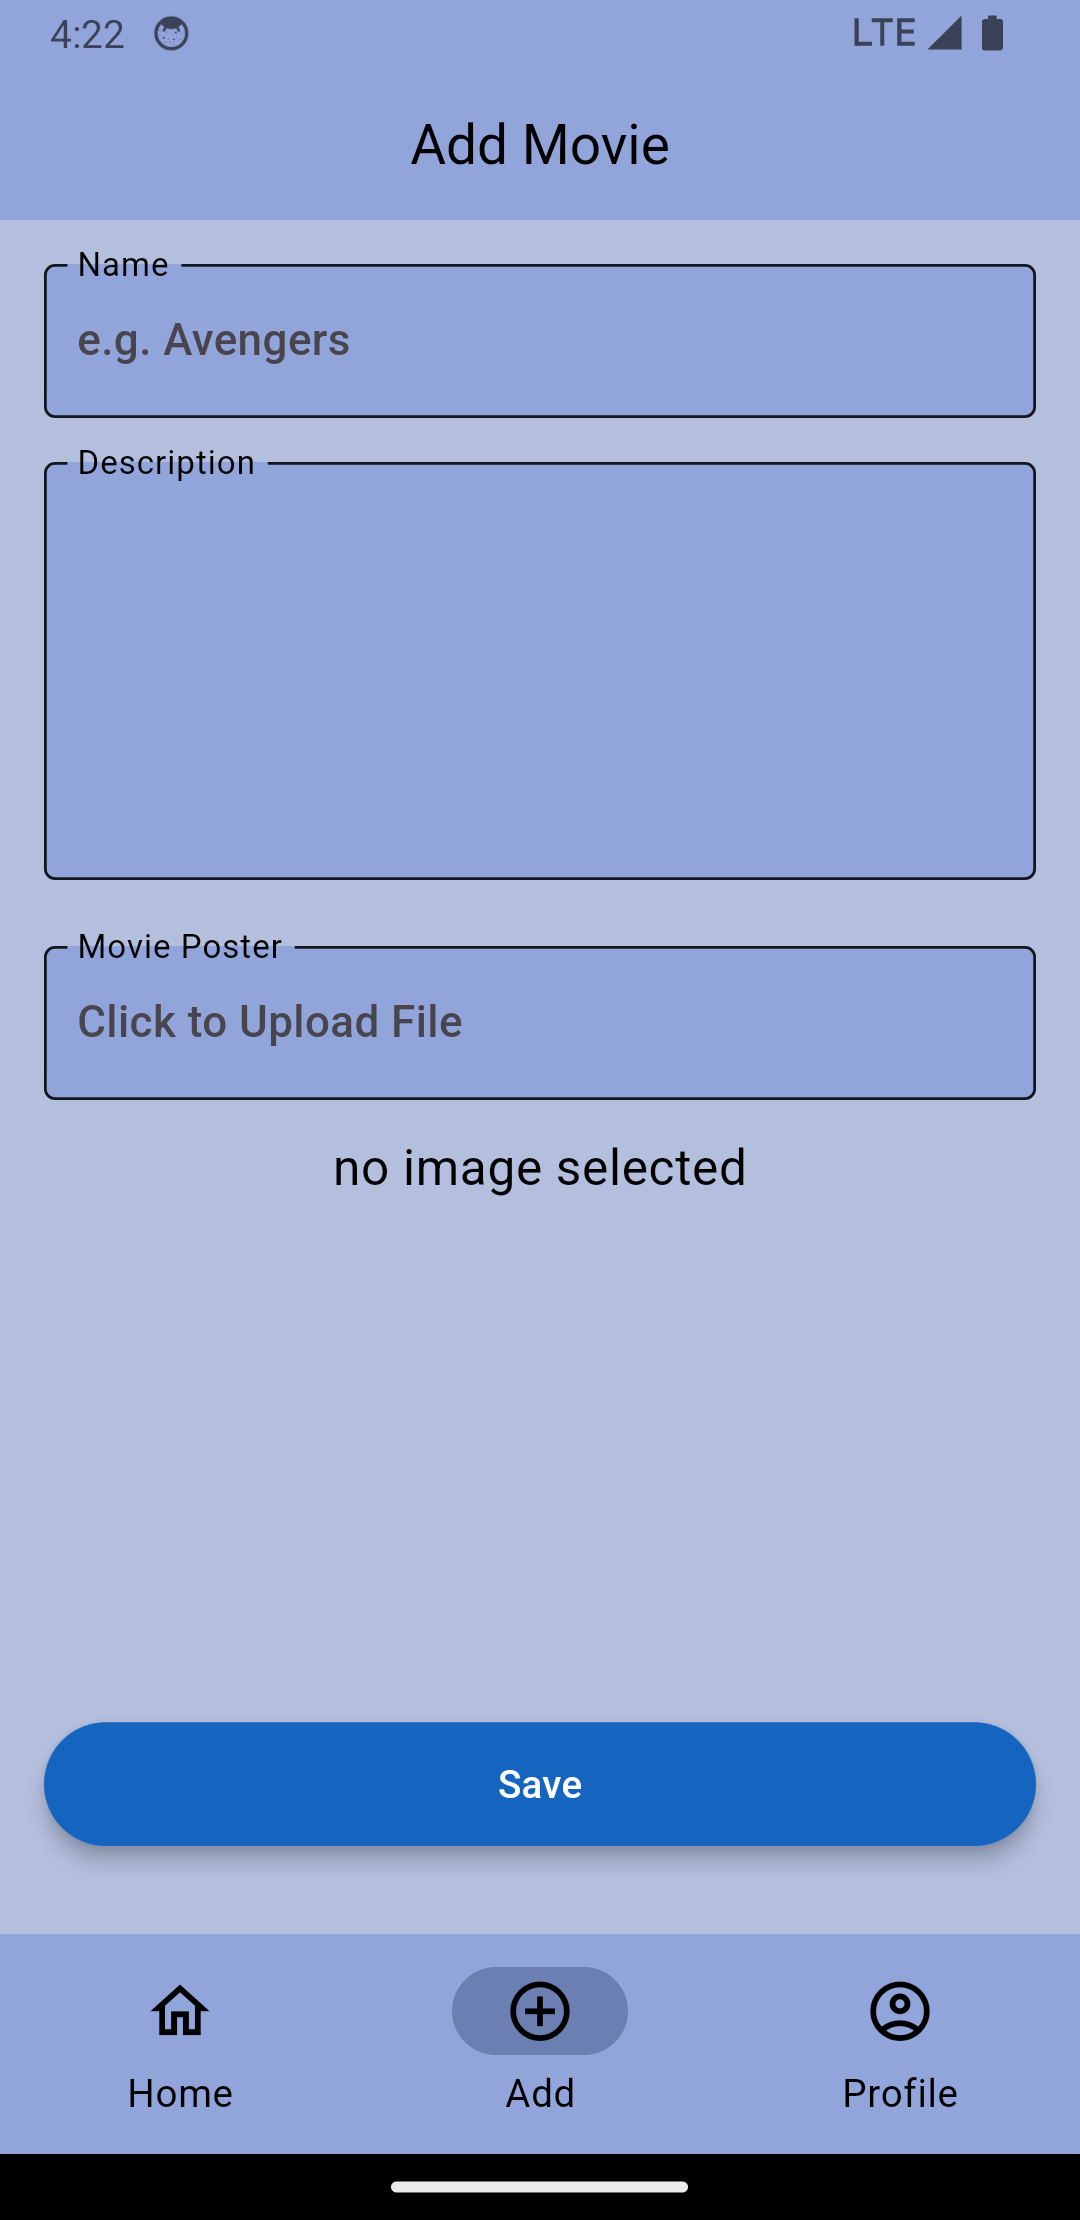 4:22 LTE
Add Movie
Name
e.g. Avengers
Description
Movie Poster
Click to Upload File
no image selected
Save
Home Add Profile